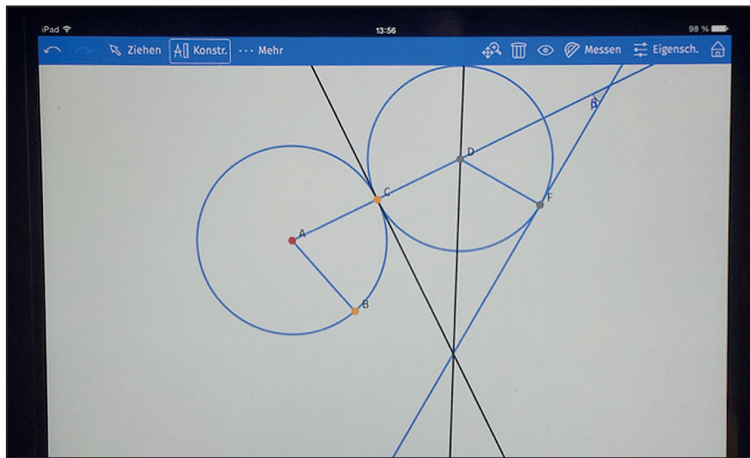 iPad 13:56 98 %
Ziehen Konstr. ··· Mehr Messen Eigensch.
D
C
F
A
B